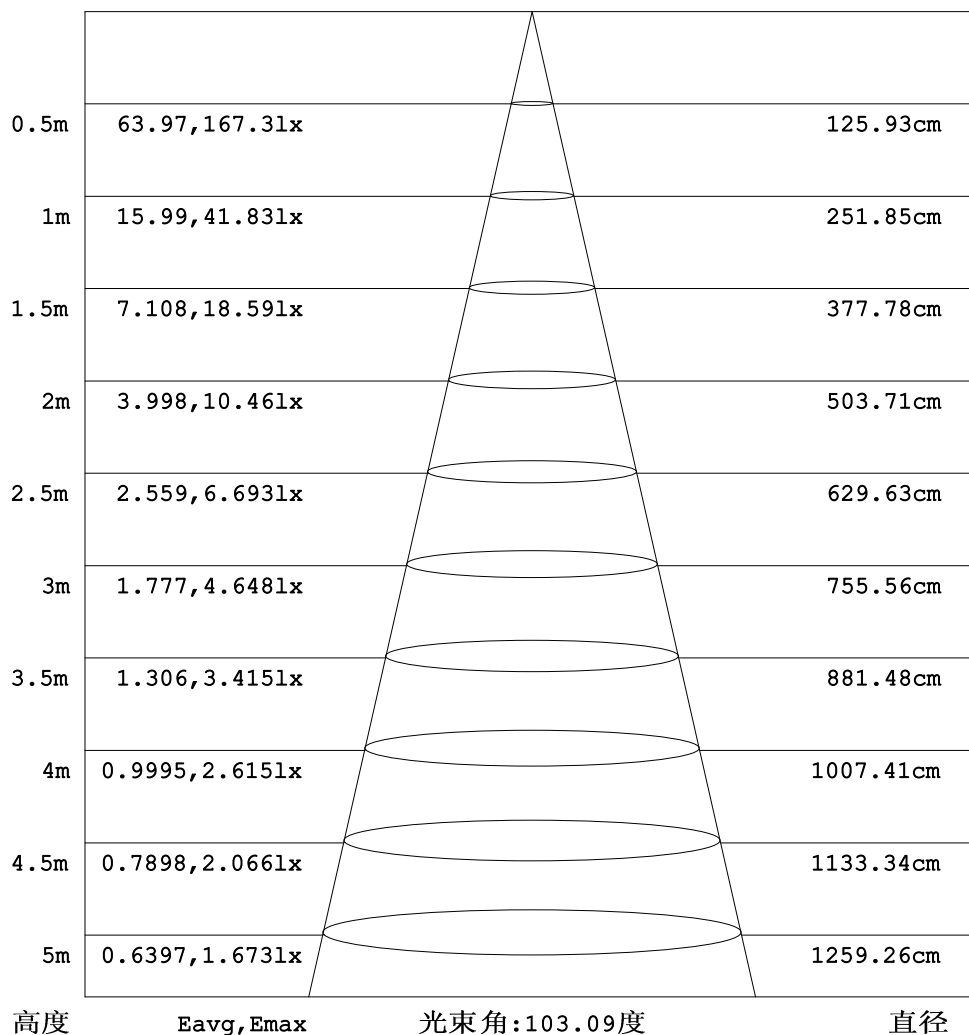 0.5m 63.97,167.3lx 125.93cm
1m 15.99,41.83lx 251.85cm
1.5m 7.108,18.59lx 377.78cm
2m 3.998,10.46lx 503.71cm
2.5m 2.559,6.693lx 629.63cm
3m 1.777,4.648lx 755.56cm
3.5m 1.306,3.415lx 881.48cm
4m 0.9995,2.615lx 1007.41cm
4.5m 0.7898,2.066lx 1133.34cm
5m 0.6397,1.673lx 1259.26cm
高度 Eavg,Emax 光束角:103.09度 直径